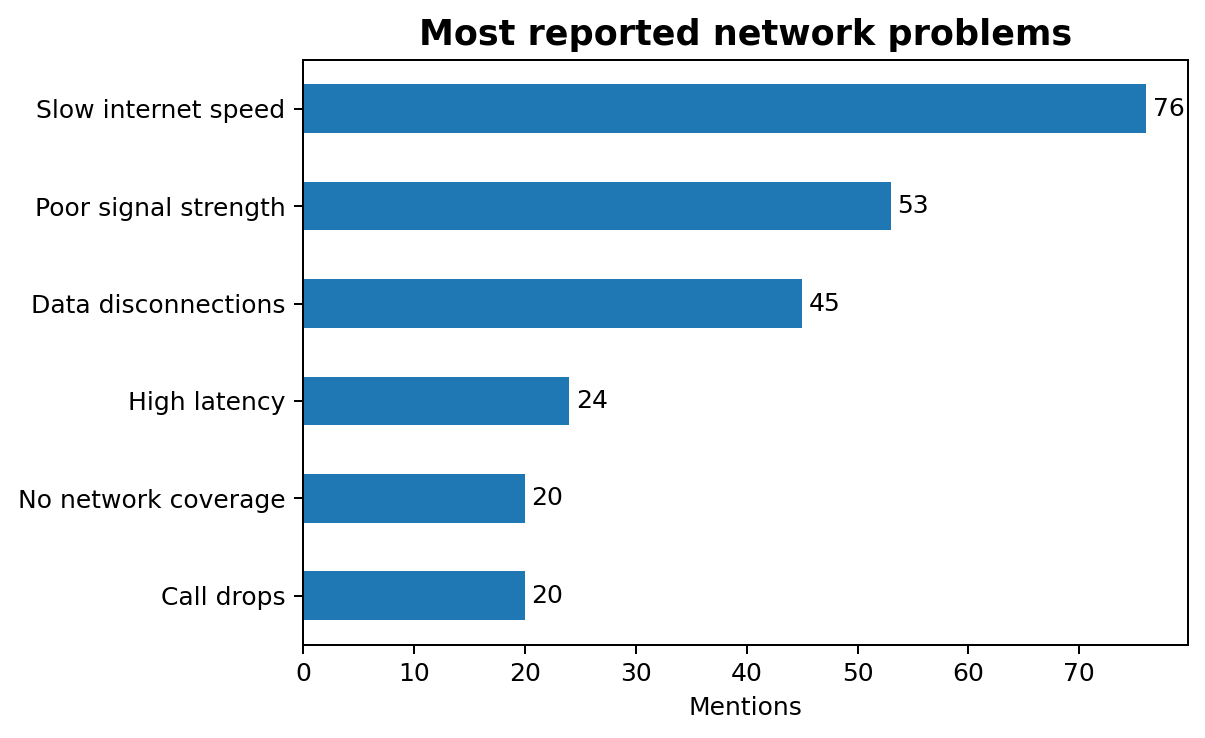 Most reported network problems
Slow internet speed 76
Poor signal strength 53
Data disconnections 45
High latency 24
No network coverage 20
Call drops 20
0 10 20 30 40 50 60 70
Mentions